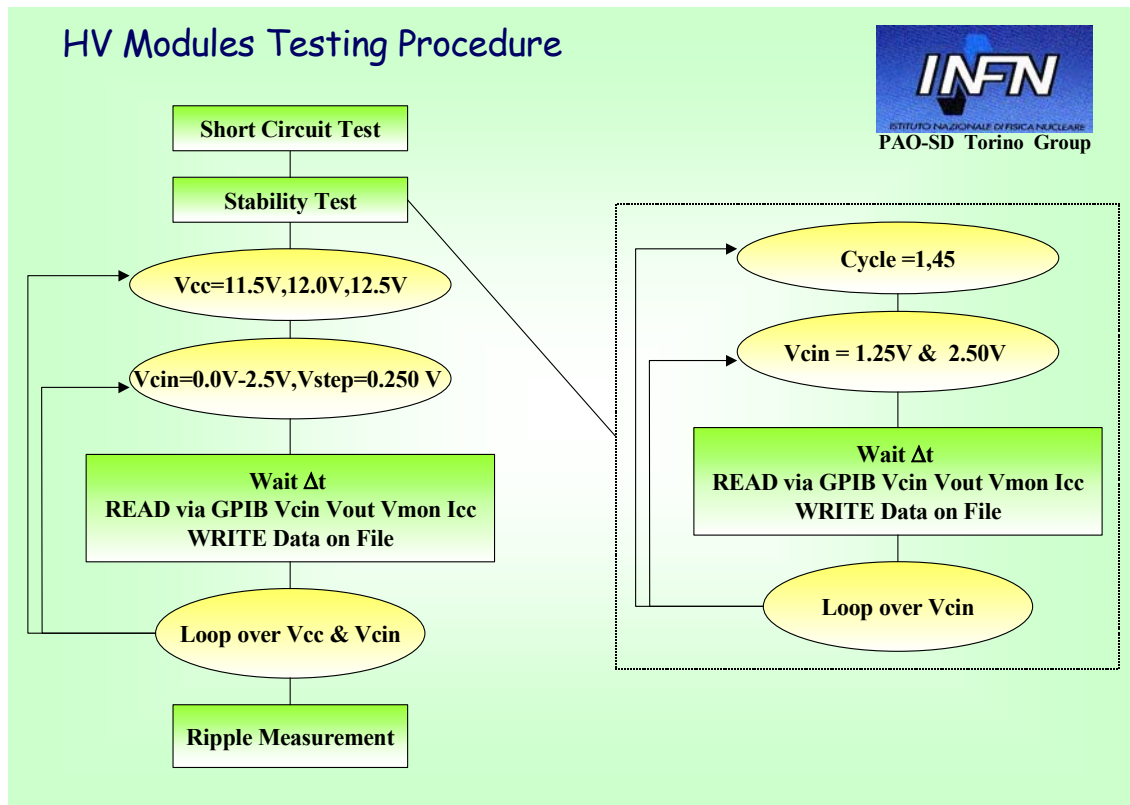 HV Modules Testing Procedure
INFN
ISTITUTO NAZIONALE DI FISICA NUCLEARE
PAO-SD Torino Group
Short Circuit Test
Stability Test
Vcc=11.5V,12.0V,12.5V
Vcin=0.0V-2.5V,Vstep=0.250 V
Wait Δt
READ via GPIB Vcin Vout Vmon Icc
WRITE Data on File
Loop over Vcc & Vcin
Ripple Measurement
Cycle =1,45
Vcin = 1.25V & 2.50V
Wait Δt
READ via GPIB Vcin Vout Vmon Icc
WRITE Data on File
Loop over Vcin